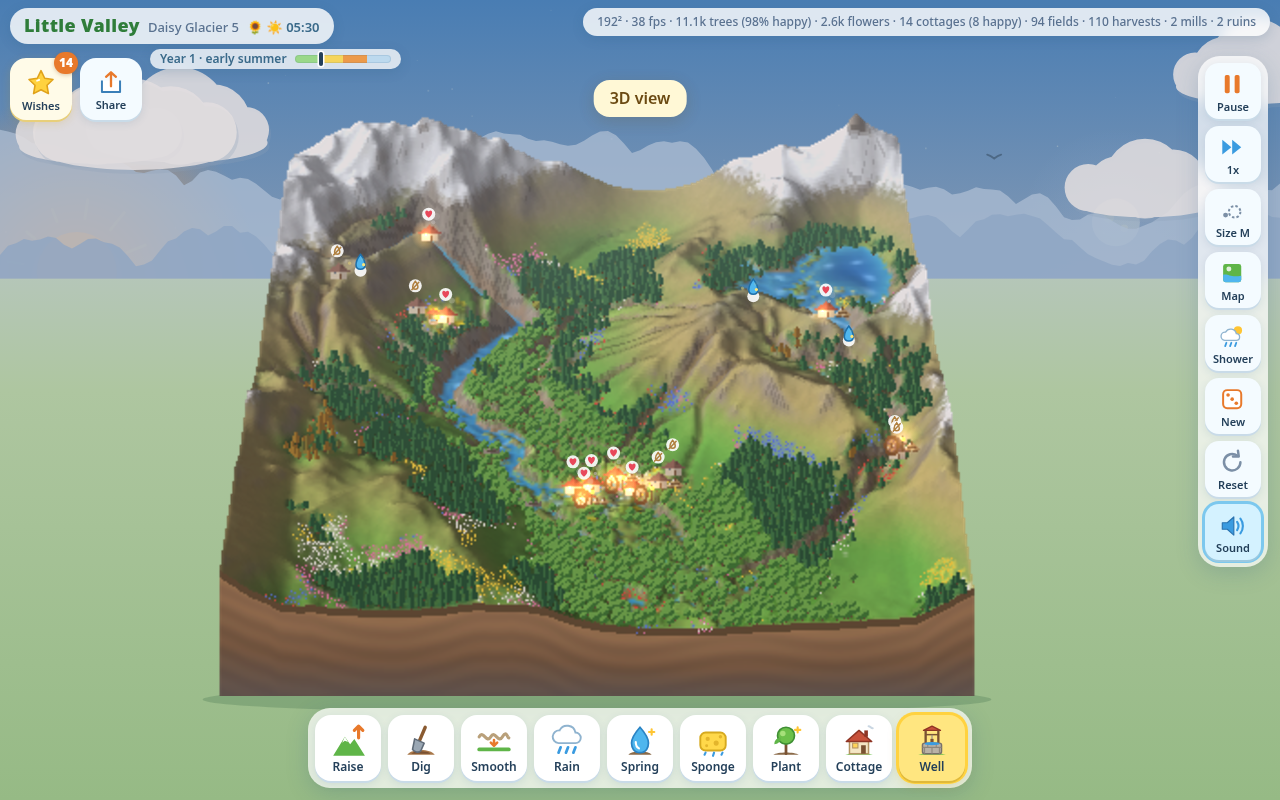 Little Valley Daisy Glacier 5 05:30
192² · 38 fps · 11.1k trees (98% happy) · 2.6k flowers · 14 cottages (8 happy) · 94 fields · 110 harvests · 2 mills · 2 ruins
Year 1 · early summer
14
Wishes
Share
3D view
Pause
1x
Size M
Map
Shower
New
Reset
Sound
Raise
Dig
Smooth
Rain
Spring
Sponge
Plant
Cottage
Well